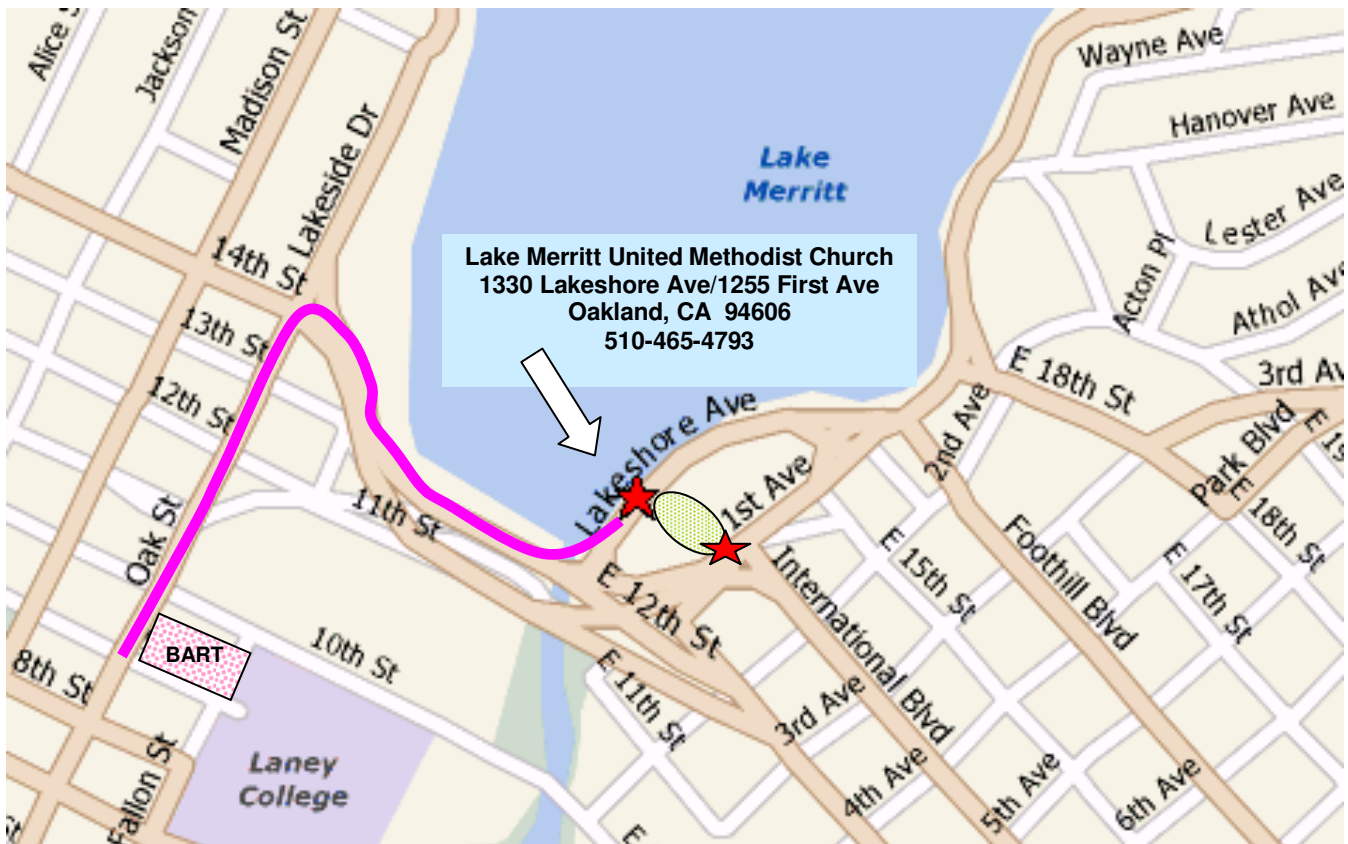 Alice S
Jackson
Madison St
Lakeside Dr
Wayne Ave
Hanover Ave
Lake
Merritt
Lester Ave
Acton Pl
Athol Ave
14th St
13th St
12th St
Lake Merritt United Methodist Church
1330 Lakeshore Ave/1255 First Ave
Oakland, CA 94606
510-465-4793
Lakeshore Ave
E 18th St
3rd Av
2nd Ave
Park Blvd
E
19
1st Ave
11th St
E
18th St
Oak St
E
15th St
Foothill Blvd
E
17th St
International Blvd
E 12th St
BART
10th St
8th St
E 11th St
3rd Ave
4th Ave
5th Ave
6th Ave
Laney
College
Fallon St
St
E